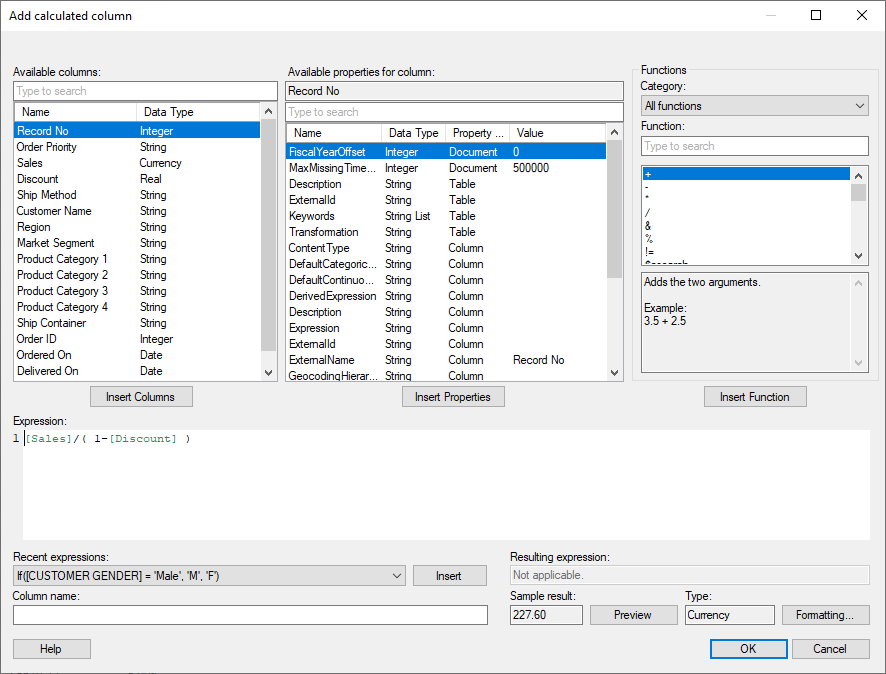 Add calculated column
Available columns:
Type to search
Name Data Type
Record No Integer
Order Priority String
Sales Currency
Discount Real
Ship Method String
Customer Name String
Region String
Market Segment String
Product Category 1 String
Product Category 2 String
Product Category 3 String
Product Category 4 String
Ship Container String
Order ID Integer
Ordered On Date
Delivered On Date
Insert Columns
Available properties for column:
Record No
Type to search
Name Data Type Property ... Value
FiscalYearOffset Integer Document 0
MaxMissingTime... Integer Document 500000
Description String Table
ExternalId String Table
Keywords String List Table
Transformation String Table
ContentType String Column
DefaultCategoric... String Column
DefaultContinuo... String Column
DerivedExpression String Column
Description String Column
Expression String Column
ExternalId String Column
ExternalName String Column Record No
GeocodingHierar... String Column
Insert Properties
Functions
Category:
All functions
Function:
Type to search
+
-
*
/
&
%
!=
$esearch
Adds the two arguments.
Example:
3.5 + 2.5
Insert Function
Expression:
1 [Sales]/( 1-[Discount] )
Recent expressions:
If([CUSTOMER GENDER] = 'Male', 'M', 'F')
Insert
Column name:
Resulting expression:
Not applicable.
Sample result:
227.60
Preview
Type:
Currency
Formatting...
Help
OK
Cancel